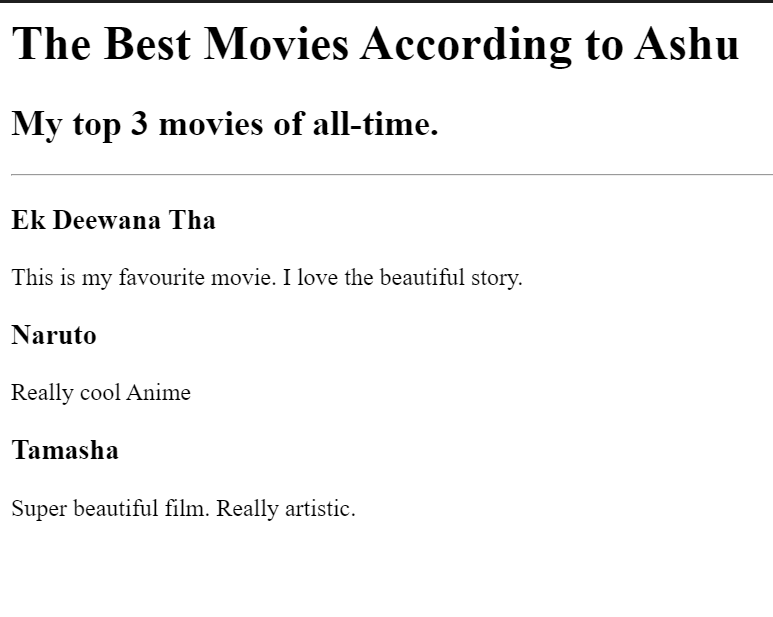 The Best Movies According to Ashu
My top 3 movies of all-time.
Ek Deewana Tha
This is my favourite movie. I love the beautiful story.
Naruto
Really cool Anime
Tamasha
Super beautiful film. Really artistic.